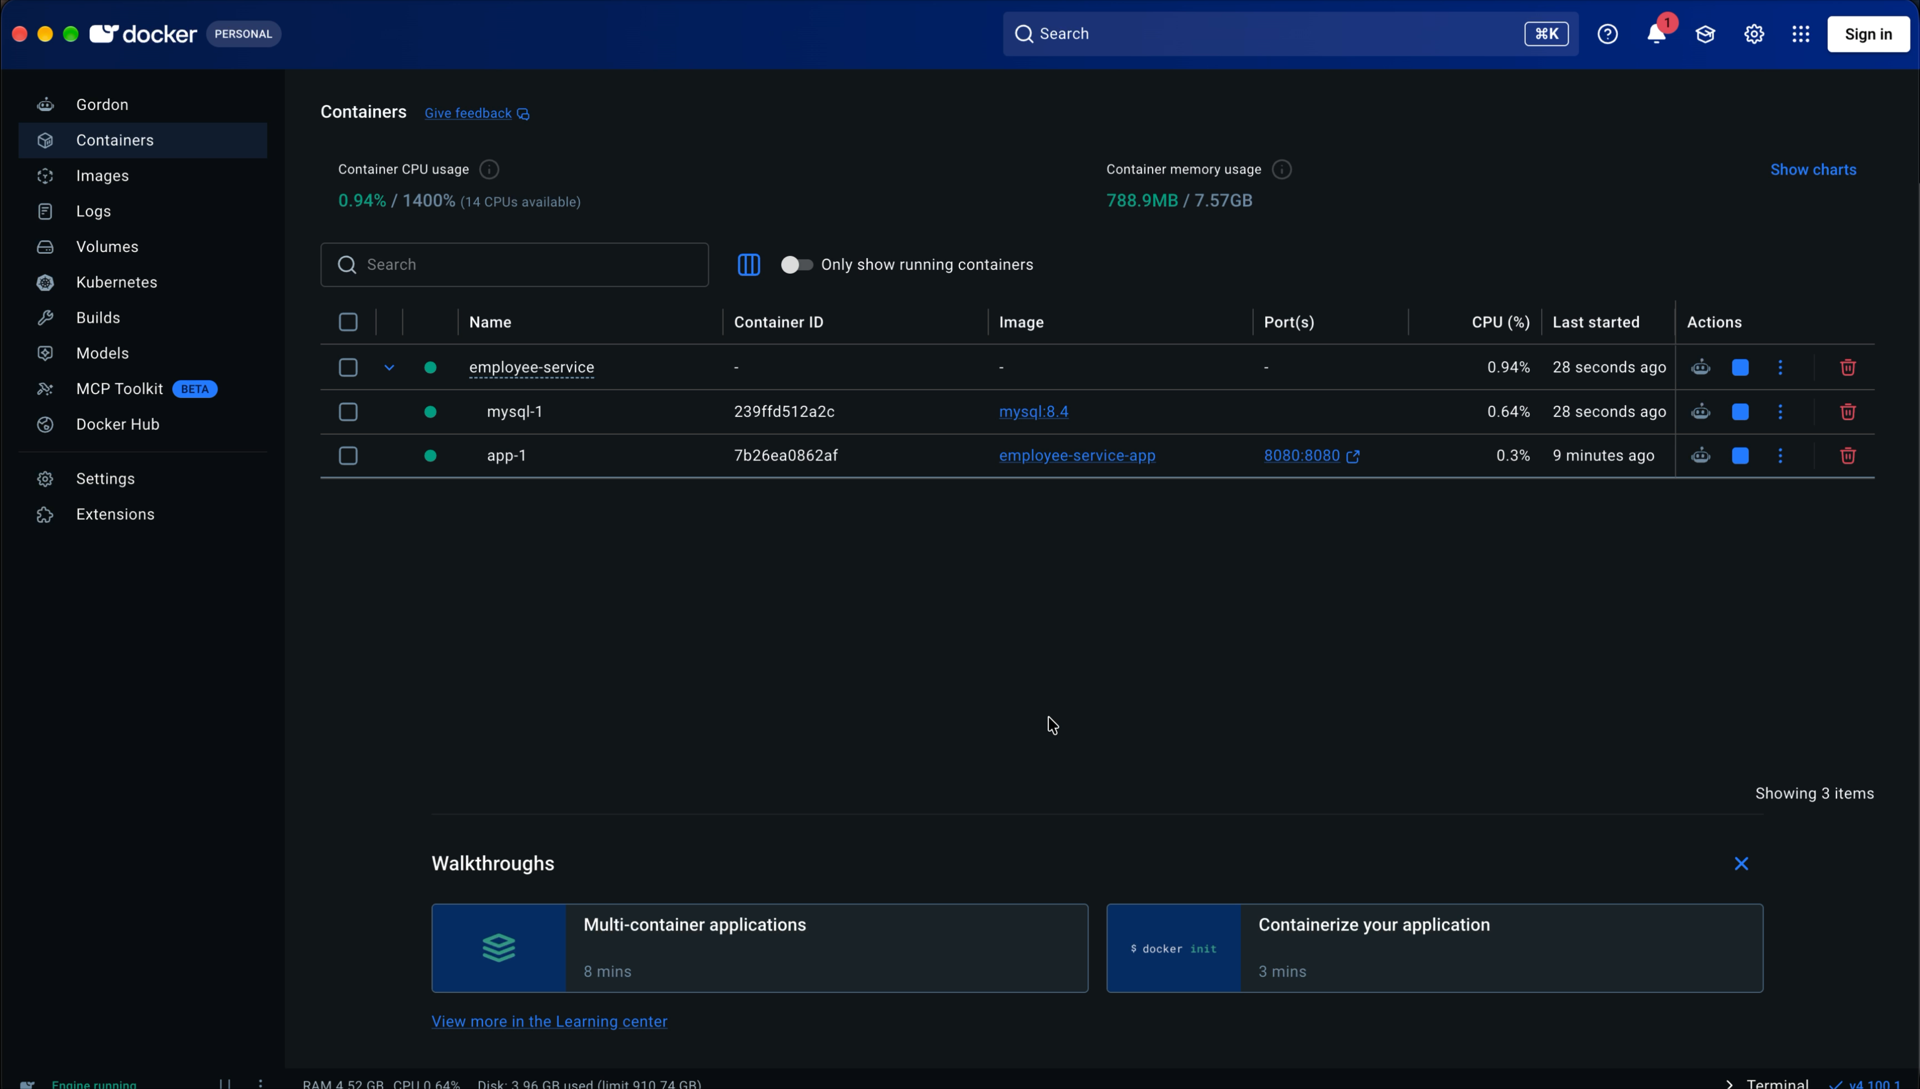 docker PERSONAL
Search ⌘K
1
Sign in
Gordon
Containers
Images
Logs
Volumes
Kubernetes
Builds
Models
MCP Toolkit BETA
Docker Hub
Settings
Extensions
Containers Give feedback
Container CPU usage
0.94% / 1400% (14 CPUs available)
Container memory usage
788.9MB / 7.57GB
Show charts
Search
Only show running containers
Name Container ID Image Port(s) CPU (%) Last started Actions
employee-service - - - 0.94% 28 seconds ago
mysql-1 239ffd512a2c mysql:8.4 0.64% 28 seconds ago
app-1 7b26ea0862af employee-service-app 8080:8080 0.3% 9 minutes ago
Showing 3 items
Walkthroughs
Multi-container applications
8 mins
$ docker init
Containerize your application
3 mins
View more in the Learning center
Engine running RAM 4.52 GB CPU 0.64% Disk: 3.96 GB used (limit 910.74 GB) Terminal v4.100.1